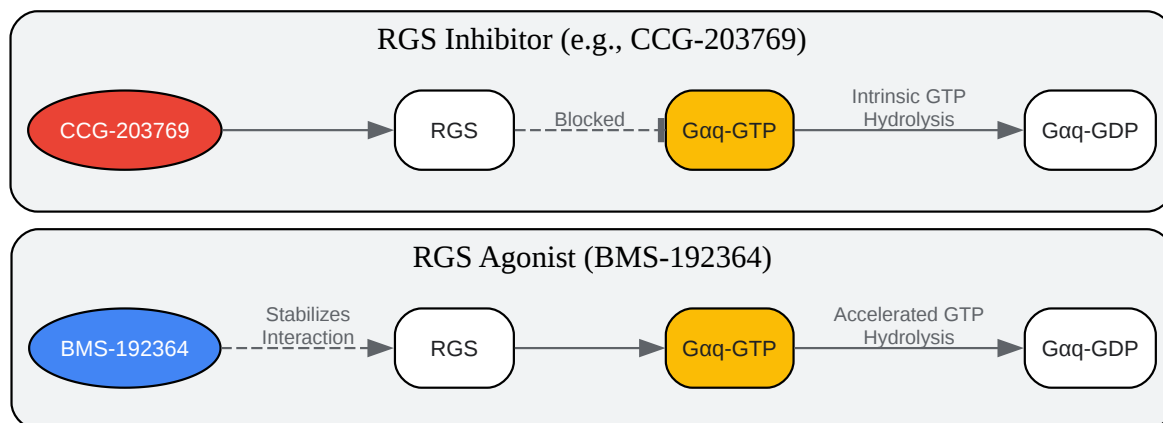 RGS Inhibitor (e.g., CCG-203769)
CCG-203769
RGS
Blocked
Gαq-GTP
Intrinsic GTP
Hydrolysis
Gαq-GDP
RGS Agonist (BMS-192364)
BMS-192364
Stabilizes
Interaction
RGS
Gαq-GTP
Accelerated GTP
Hydrolysis
Gαq-GDP